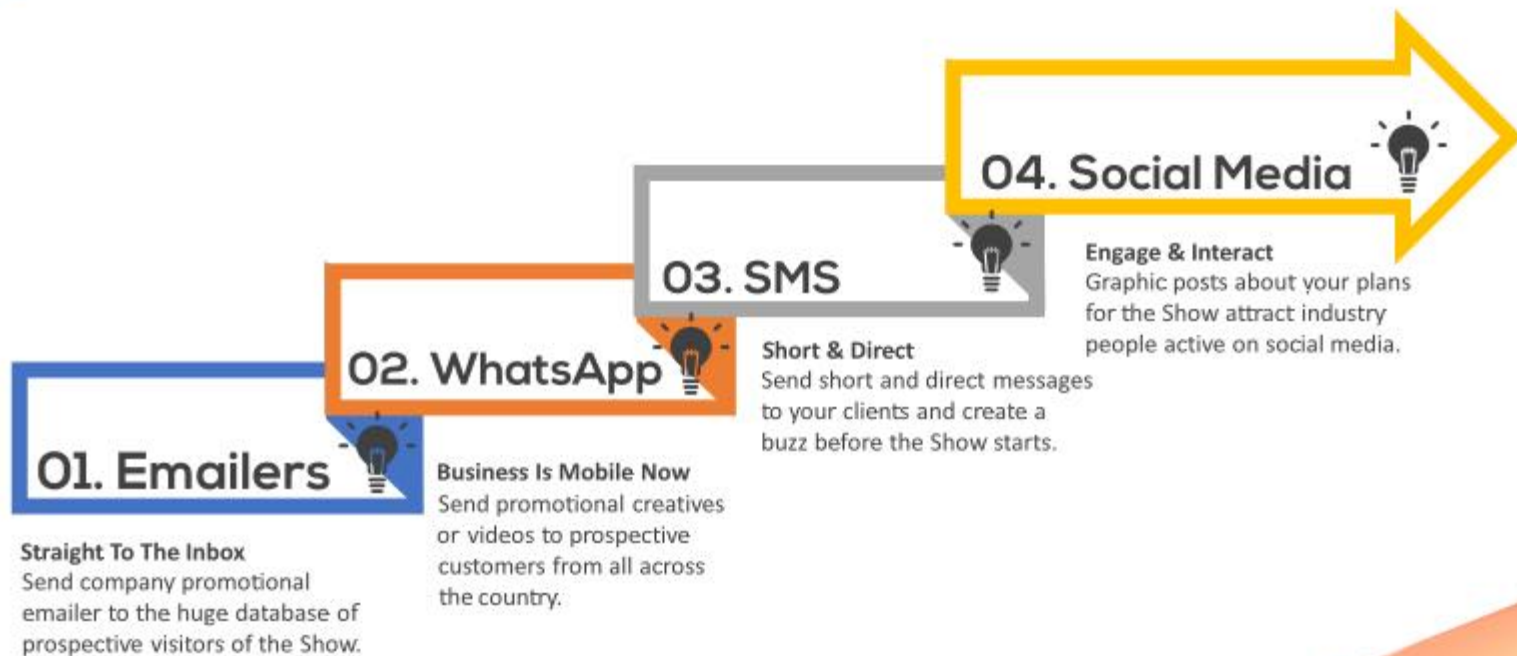 01. Emailers
Straight To The Inbox
Send company promotional
emailer to the huge database of
prospective visitors of the Show.
02. WhatsApp
Business Is Mobile Now
Send promotional creatives
or videos to prospective
customers from all across
the country.
03. SMS
Short & Direct
Send short and direct messages
to your clients and create a
buzz before the Show starts.
04. Social Media
Engage & Interact
Graphic posts about your plans
for the Show attract industry
people active on social media.